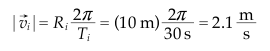 |v⃗ᵢ| = Rᵢ 2π/Tᵢ = (10 m) 2π/30 s = 2.1 m/s